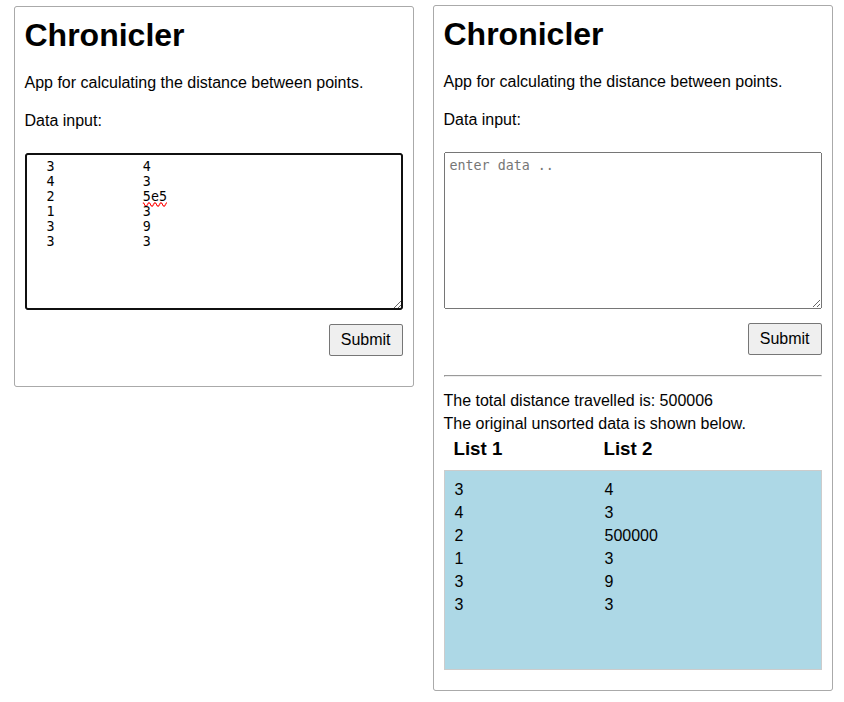 Chronicler
App for calculating the distance between points.
Data input:
3 4
4 3
2 5e5
1 3
3 9
3 3
Submit
Chronicler
App for calculating the distance between points.
Data input:
enter data ..
Submit
The total distance travelled is: 500006
The original unsorted data is shown below.
List 1 List 2
3 4
4 3
2 500000
1 3
3 9
3 3